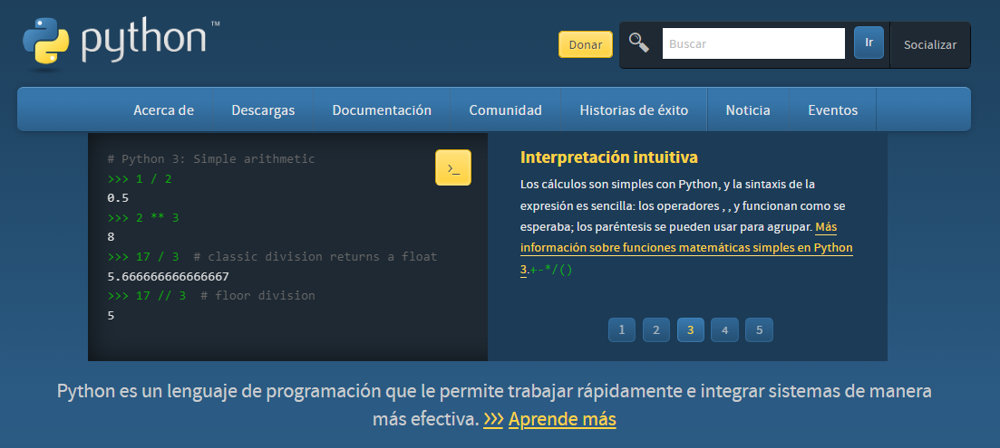 python™
Donar
Buscar
Ir
Socializar
Acerca de
Descargas
Documentación
Comunidad
Historias de éxito
Noticia
Eventos
# Python 3: Simple arithmetic
>>> 1 / 2
0.5
>>> 2 ** 3
8
>>> 17 / 3  # classic division returns a float
5.666666666666667
>>> 17 // 3  # floor division
5
>_
Interpretación intuitiva
Los cálculos son simples con Python, y la sintaxis de la
expresión es sencilla: los operadores , , y funcionan como se
esperaba; los paréntesis se pueden usar para agrupar. Más
información sobre funciones matemáticas simples en Python
3.+-*/()
1 2 3 4 5
Python es un lenguaje de programación que le permite trabajar rápidamente e integrar sistemas de manera
más efectiva. >>> Aprende más